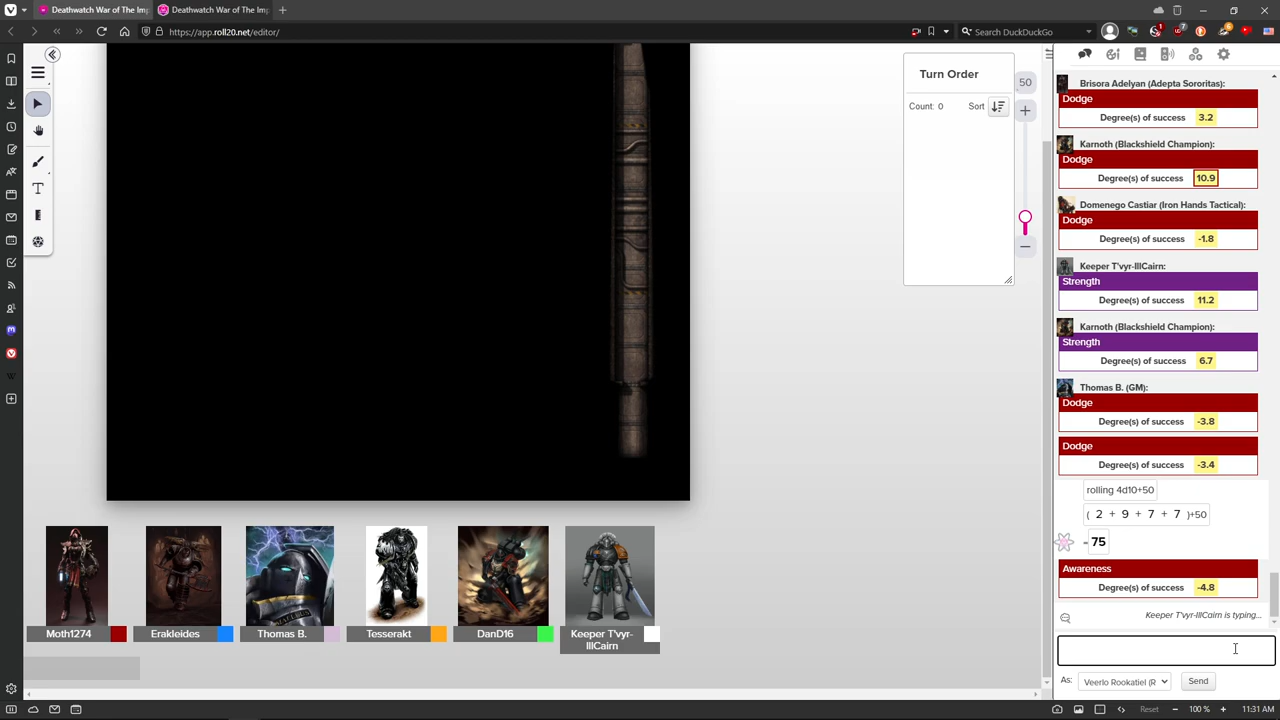 Deathwatch War of The Imp
Deathwatch War of The Imp
https://app.roll20.net/editor/
Search DuckDuckGo
Turn Order
Count: 0
Sort
50
Brisora Adelyan (Adepta Sororitas):
Dodge
Degree(s) of success 3.2
Karnoth (Blackshield Champion):
Dodge
Degree(s) of success 10.9
Domenego Castiar (Iron Hands Tactical):
Dodge
Degree(s) of success -1.8
Keeper T'vyr-IllCairn:
Strength
Degree(s) of success 11.2
Karnoth (Blackshield Champion):
Strength
Degree(s) of success 6.7
Thomas B. (GM):
Dodge
Degree(s) of success -3.8
Dodge
Degree(s) of success -3.4
rolling 4d10+50
( 2 + 9 + 7 + 7 )+50
= 75
Awareness
Degree(s) of success -4.8
Keeper T'vyr-IllCairn is typing...
As: Veerlo Rookatiel (R
Send
Moth1274
Erakleides
Thomas B.
Tesserakt
DanD16
Keeper T'vyr-
IllCairn
Reset
100 %
11:31 AM